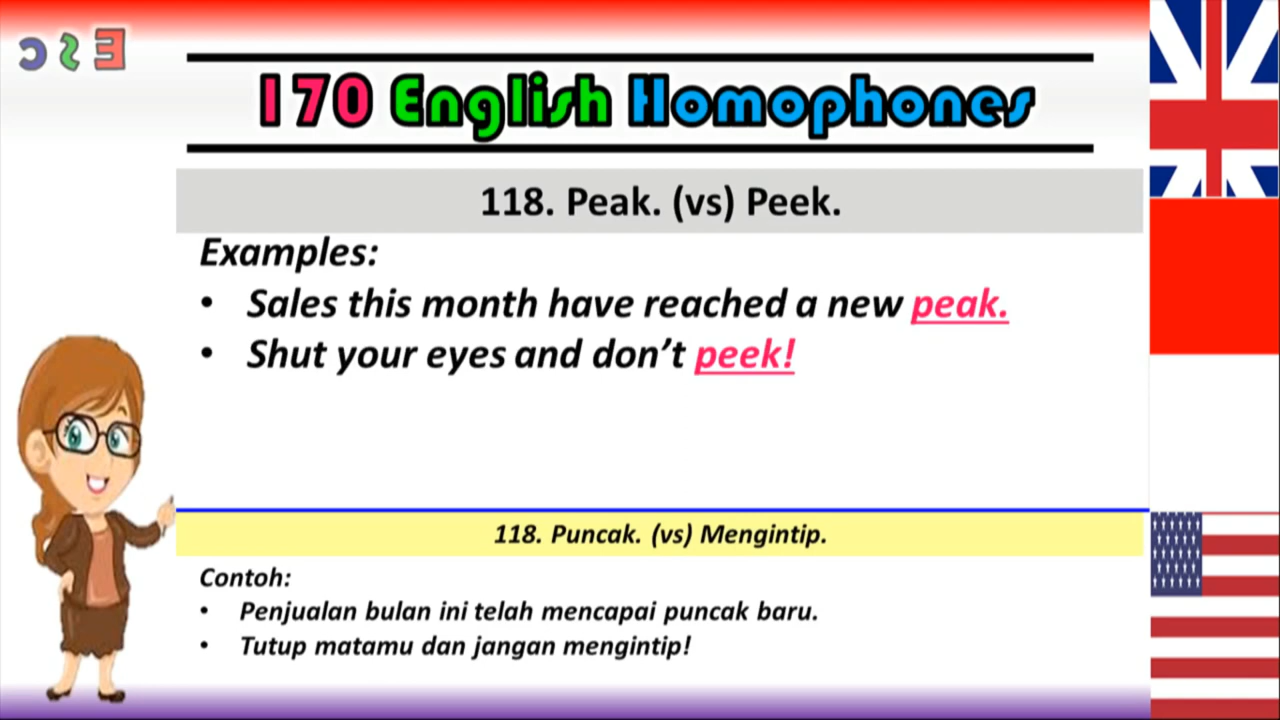 ESC
170 English Homophones
118. Peak. (vs) Peek.
Examples:
• Sales this month have reached a new peak.
• Shut your eyes and don't peek!
118. Puncak. (vs) Mengintip.
Contoh:
• Penjualan bulan ini telah mencapai puncak baru.
• Tutup matamu dan jangan mengintip!